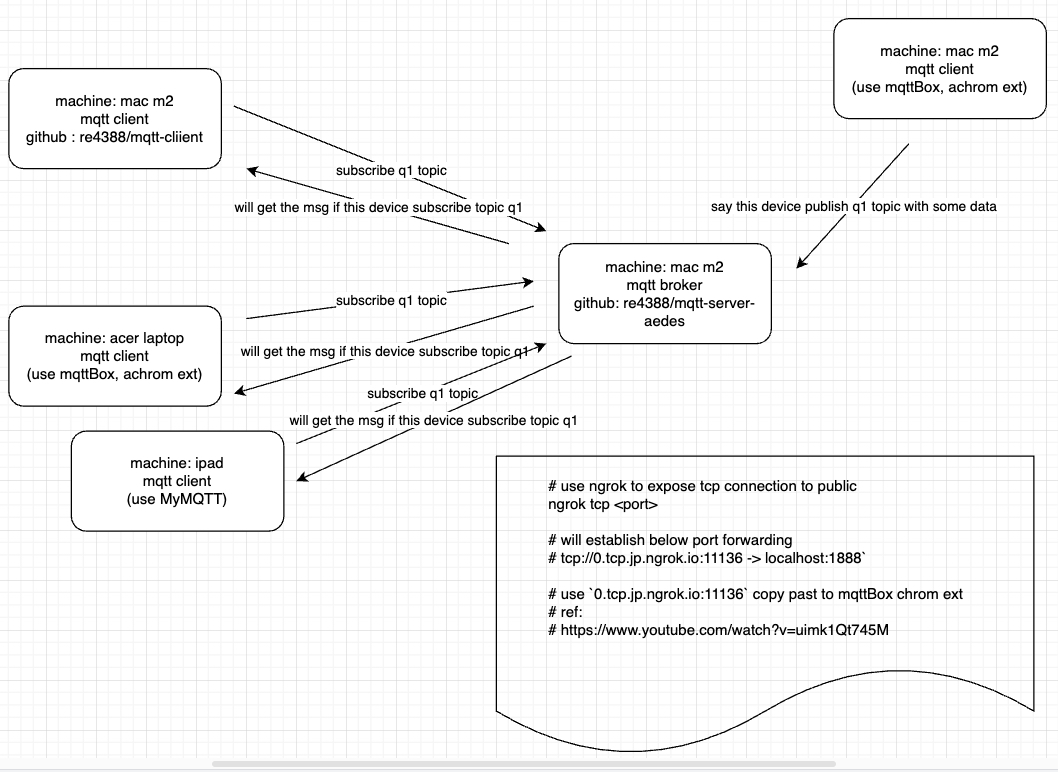 machine: mac m2
mqtt client
(use mqttBox, achrom ext)
machine: mac m2
mqtt client
github : re4388/mqtt-cliient
subscribe q1 topic
will get the msg if this device subscribe topic q1
say this device publish q1 topic with some data
machine: mac m2
mqtt broker
github: re4388/mqtt-server-
aedes
subscribe q1 topic
machine: acer laptop
mqtt client
(use mqttBox, achrom ext)
will get the msg if this device subscribe topic q1
subscribe q1 topic
will get the msg if this device subscribe topic q1
machine: ipad
mqtt client
(use MyMQTT)
# use ngrok to expose tcp connection to public
ngrok tcp <port>
# will establish below port forwarding
# tcp://0.tcp.jp.ngrok.io:11136 -> localhost:1888`
# use `0.tcp.jp.ngrok.io:11136` copy past to mqttBox chrom ext
# ref:
# https://www.youtube.com/watch?v=uimk1Qt745M